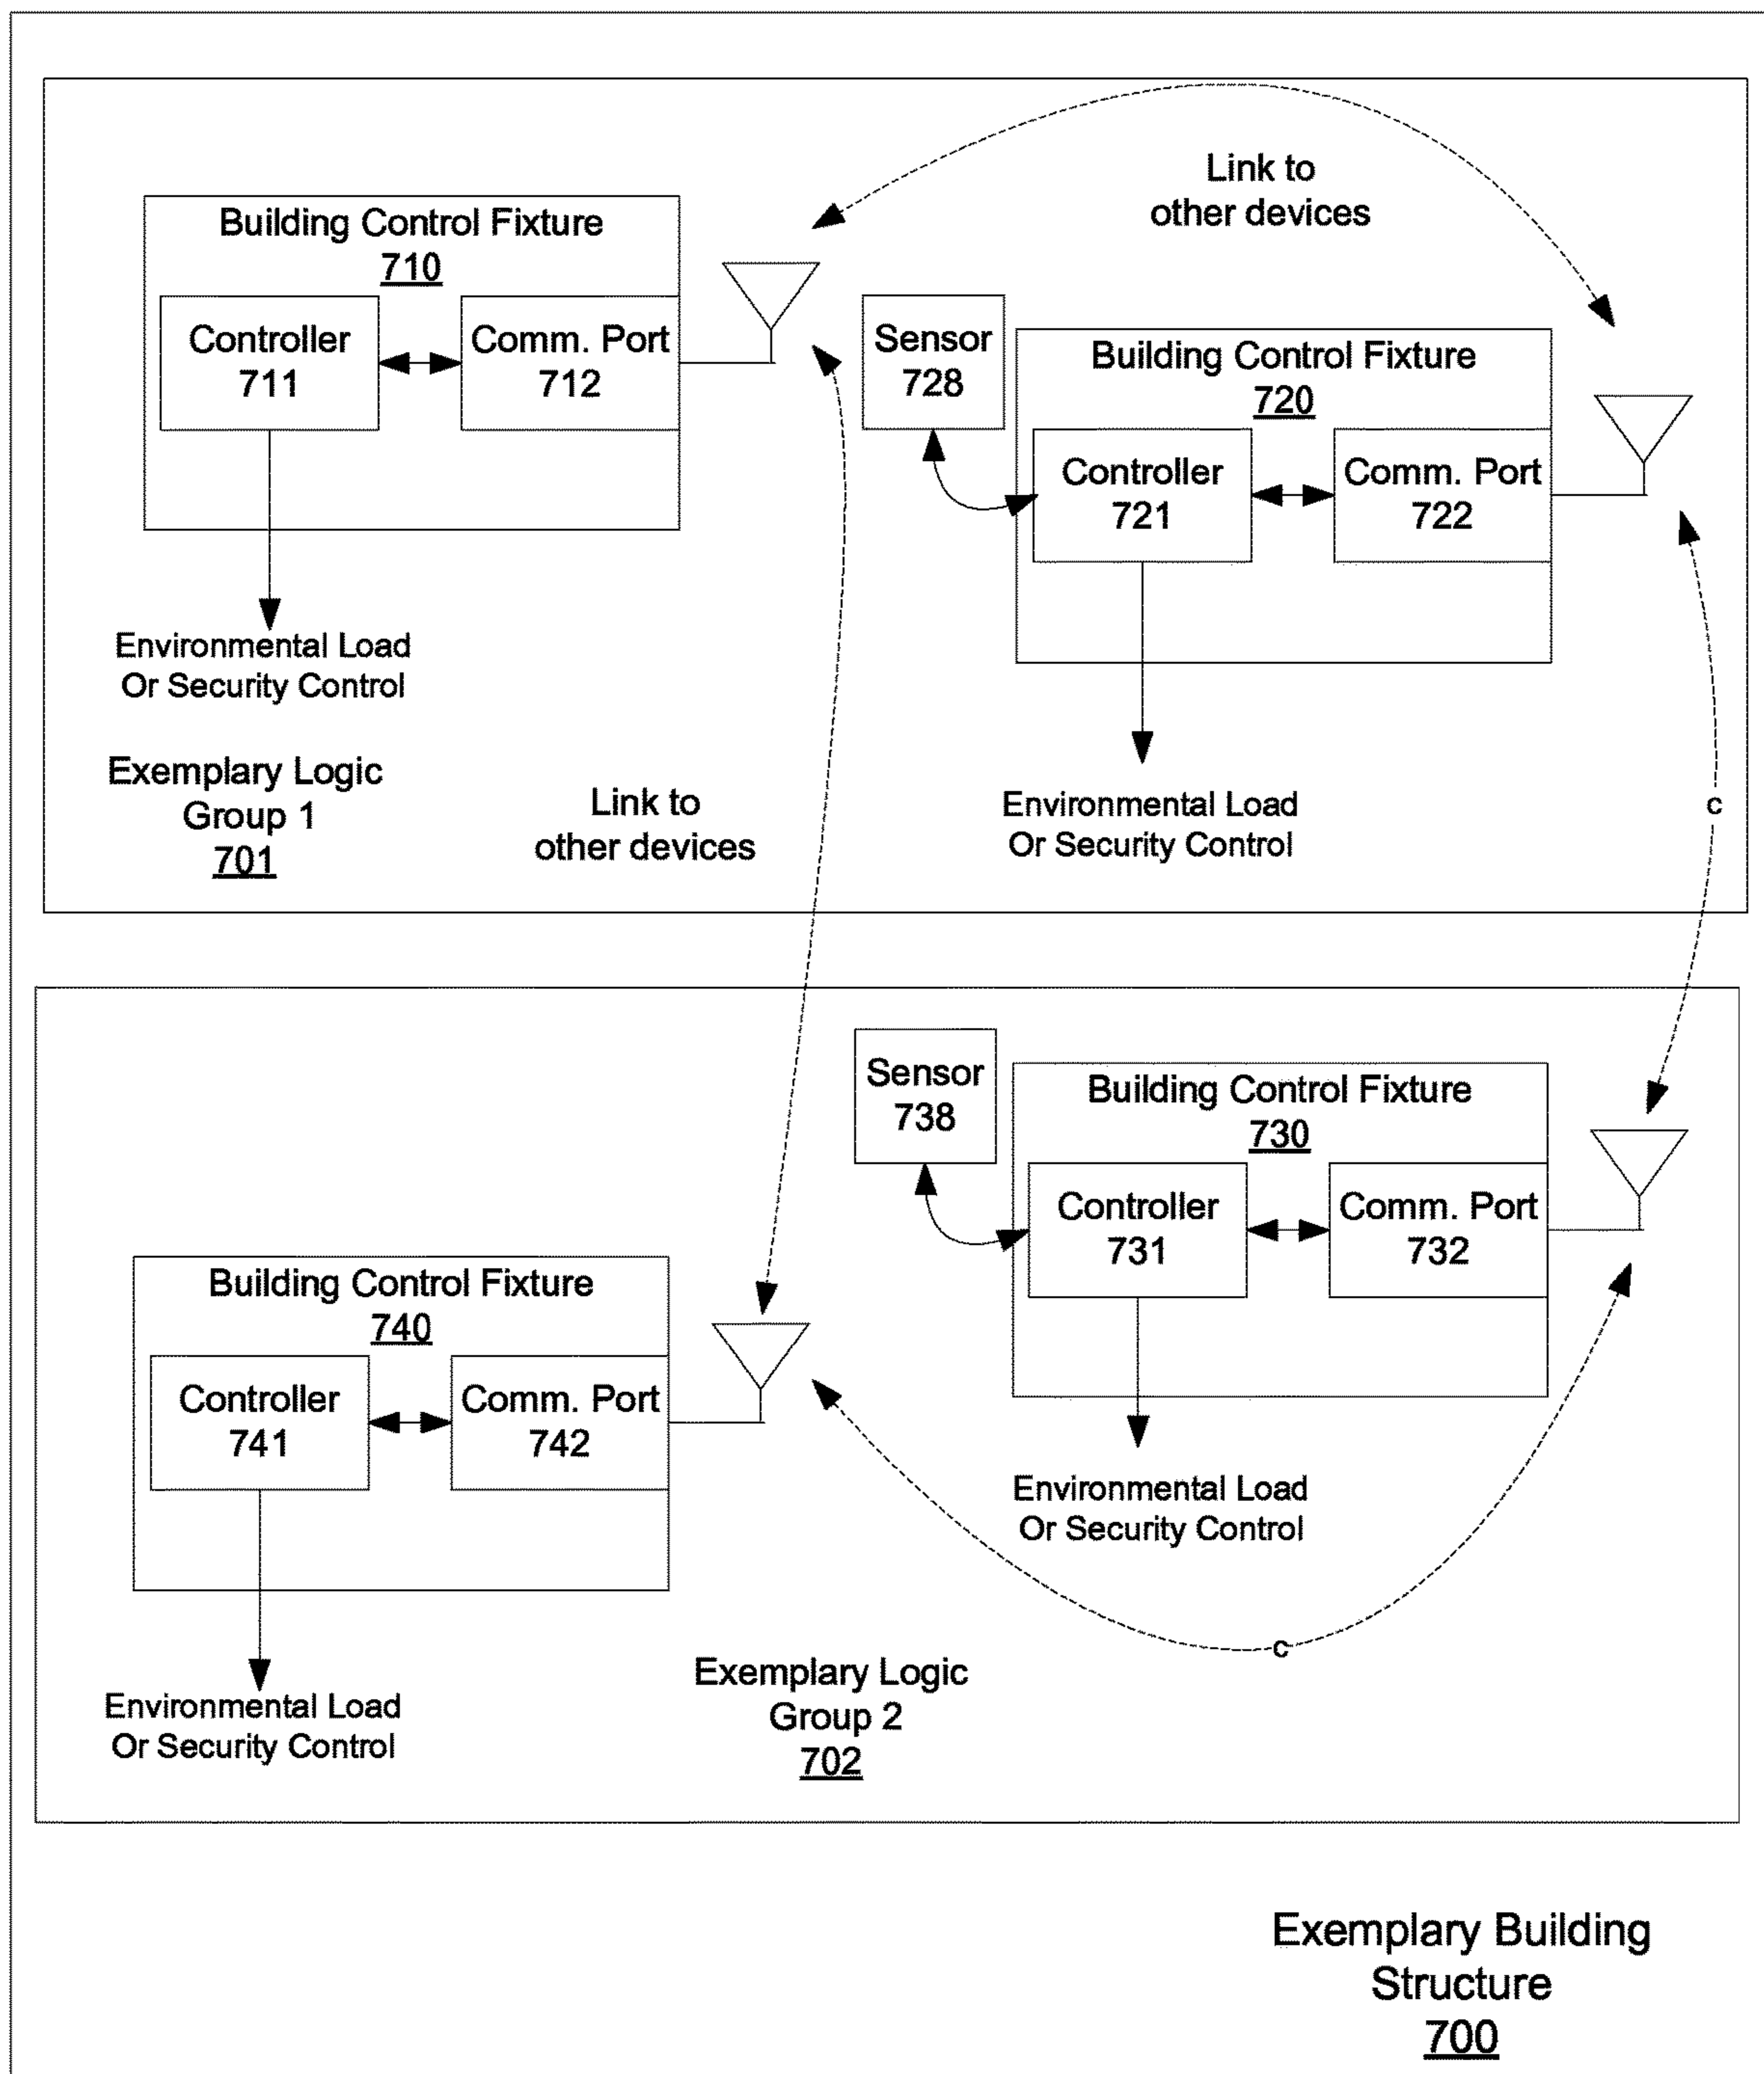 Link to
other devices
Building Control Fixture
710
Controller
711
Comm. Port
712
Sensor
728
Building Control Fixture
720
Controller
721
Comm. Port
722
Environmental Load
Or Security Control
Exemplary Logic
Group 1
701
Link to
other devices
Environmental Load
Or Security Control
c
Sensor
738
Building Control Fixture
730
Controller
731
Comm. Port
732
Building Control Fixture
740
Controller
741
Comm. Port
742
Environmental Load
Or Security Control
c
Exemplary Logic
Group 2
702
Environmental Load
Or Security Control
Exemplary Building
Structure
700